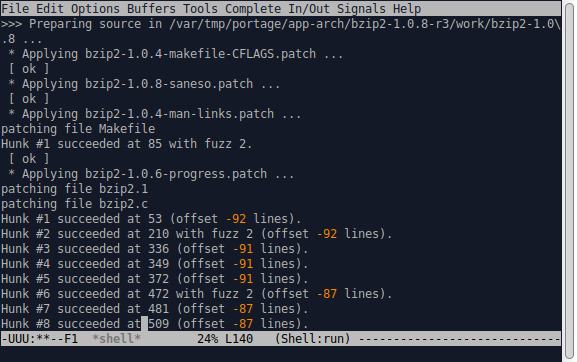 File Edit Options Buffers Tools Complete In/Out Signals Help
>>> Preparing source in /var/tmp/portage/app-arch/bzip2-1.0.8-r3/work/bzip2-1.0\
.8 ...
 * Applying bzip2-1.0.4-makefile-CFLAGS.patch ...
 [ ok ]
 * Applying bzip2-1.0.8-saneso.patch ...
 [ ok ]
 * Applying bzip2-1.0.4-man-links.patch ...
patching file Makefile
Hunk #1 succeeded at 85 with fuzz 2.
 [ ok ]
 * Applying bzip2-1.0.6-progress.patch ...
patching file bzip2.1
patching file bzip2.c
Hunk #1 succeeded at 53 (offset -92 lines).
Hunk #2 succeeded at 210 with fuzz 2 (offset -92 lines).
Hunk #3 succeeded at 336 (offset -91 lines).
Hunk #4 succeeded at 349 (offset -91 lines).
Hunk #5 succeeded at 372 (offset -91 lines).
Hunk #6 succeeded at 472 with fuzz 2 (offset -87 lines).
Hunk #7 succeeded at 481 (offset -87 lines).
Hunk #8 succeeded at 509 (offset -87 lines).
-UUU:**--F1  *shell*        24% L140   (Shell:run) -----------------------------